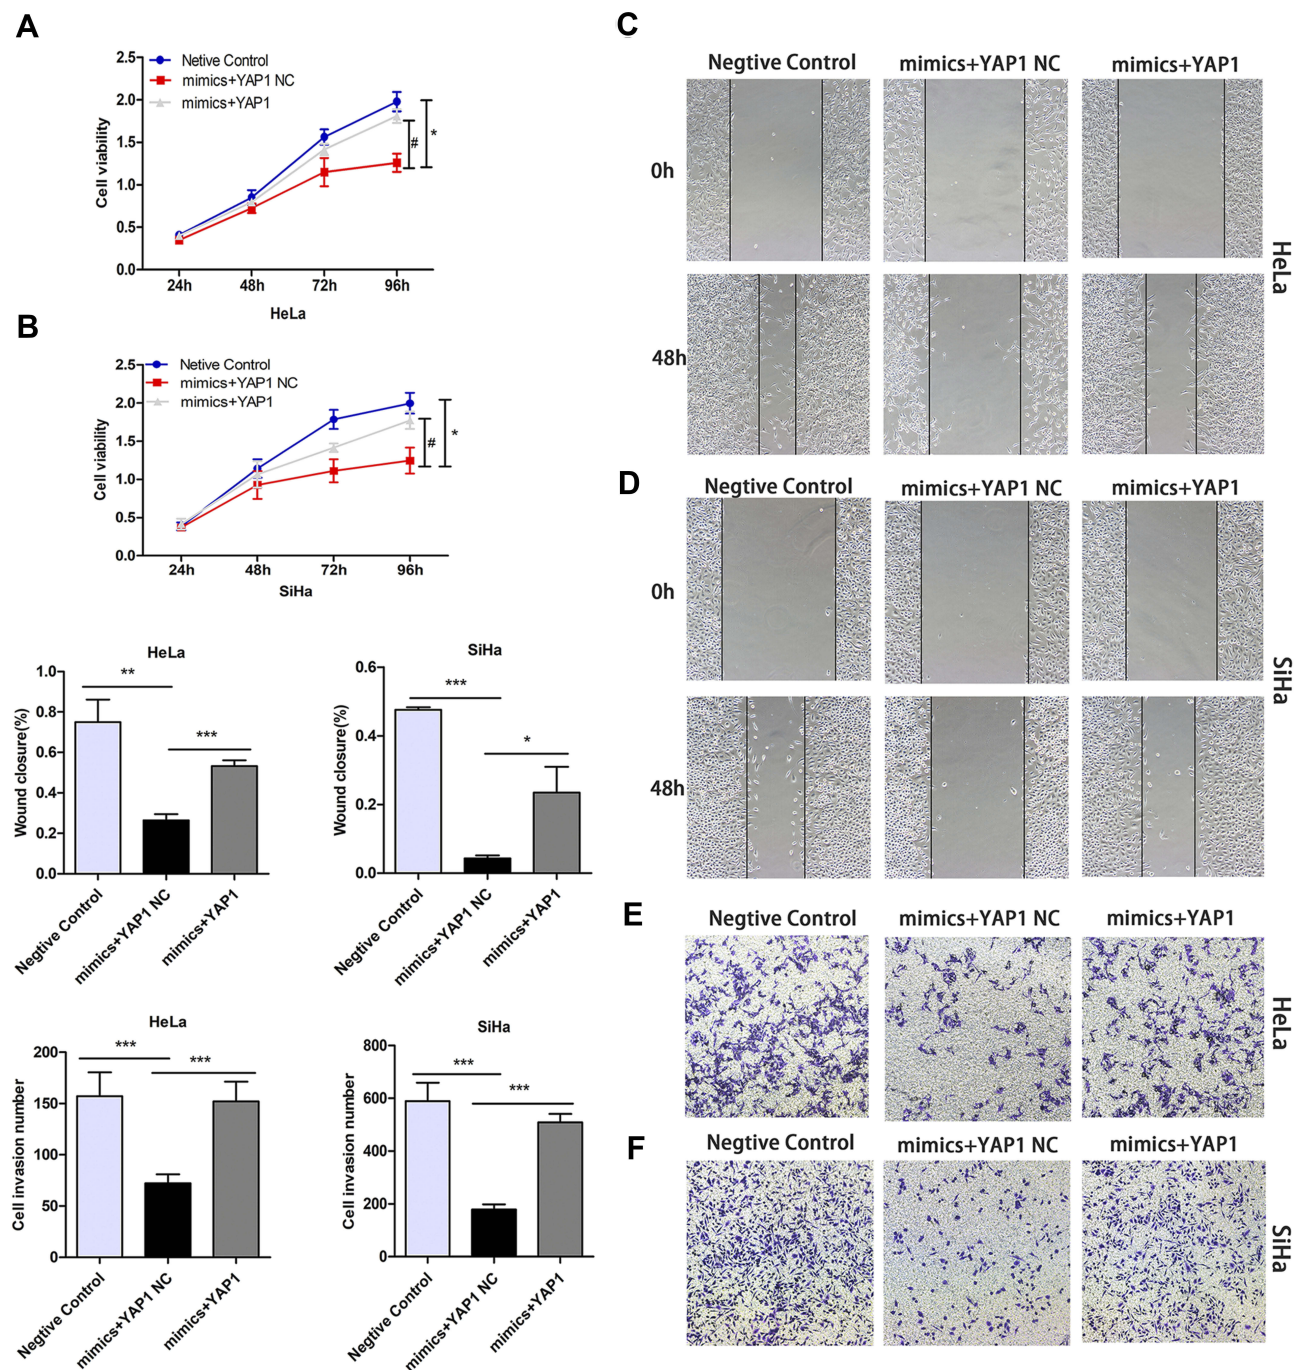 A
2.5
2.0
1.5
1.0
0.5
0.0
Cell viability
Netive Control
mimics+YAP1 NC
mimics+YAP1
#
*
24h 48h 72h 96h
HeLa
B
2.5
2.0
1.5
1.0
0.5
0.0
Cell viability
Netive Control
mimics+YAP1 NC
mimics+YAP1
#
*
24h 48h 72h 96h
SiHa
HeLa
1.0
0.8
0.6
0.4
0.2
0.0
Wound closure(%)
**
***
Negtive Control
mimics+YAP1 NC
mimics+YAP1
SiHa
0.6
0.4
0.2
0.0
Wound closure(%)
***
*
Negtive Control
mimics+YAP1 NC
mimics+YAP1
HeLa
200
150
100
50
0
Cell invasion number
***
***
Negtive Control
mimics+YAP1 NC
mimics+YAP1
SiHa
800
600
400
200
0
Cell invasion number
***
***
Negtive Control
mimics+YAP1 NC
mimics+YAP1
C
Negtive Control mimics+YAP1 NC mimics+YAP1
0h
48h
HeLa
D
Negtive Control mimics+YAP1 NC mimics+YAP1
0h
48h
SiHa
E
Negtive Control mimics+YAP1 NC mimics+YAP1
HeLa
F
Negtive Control mimics+YAP1 NC mimics+YAP1
SiHa